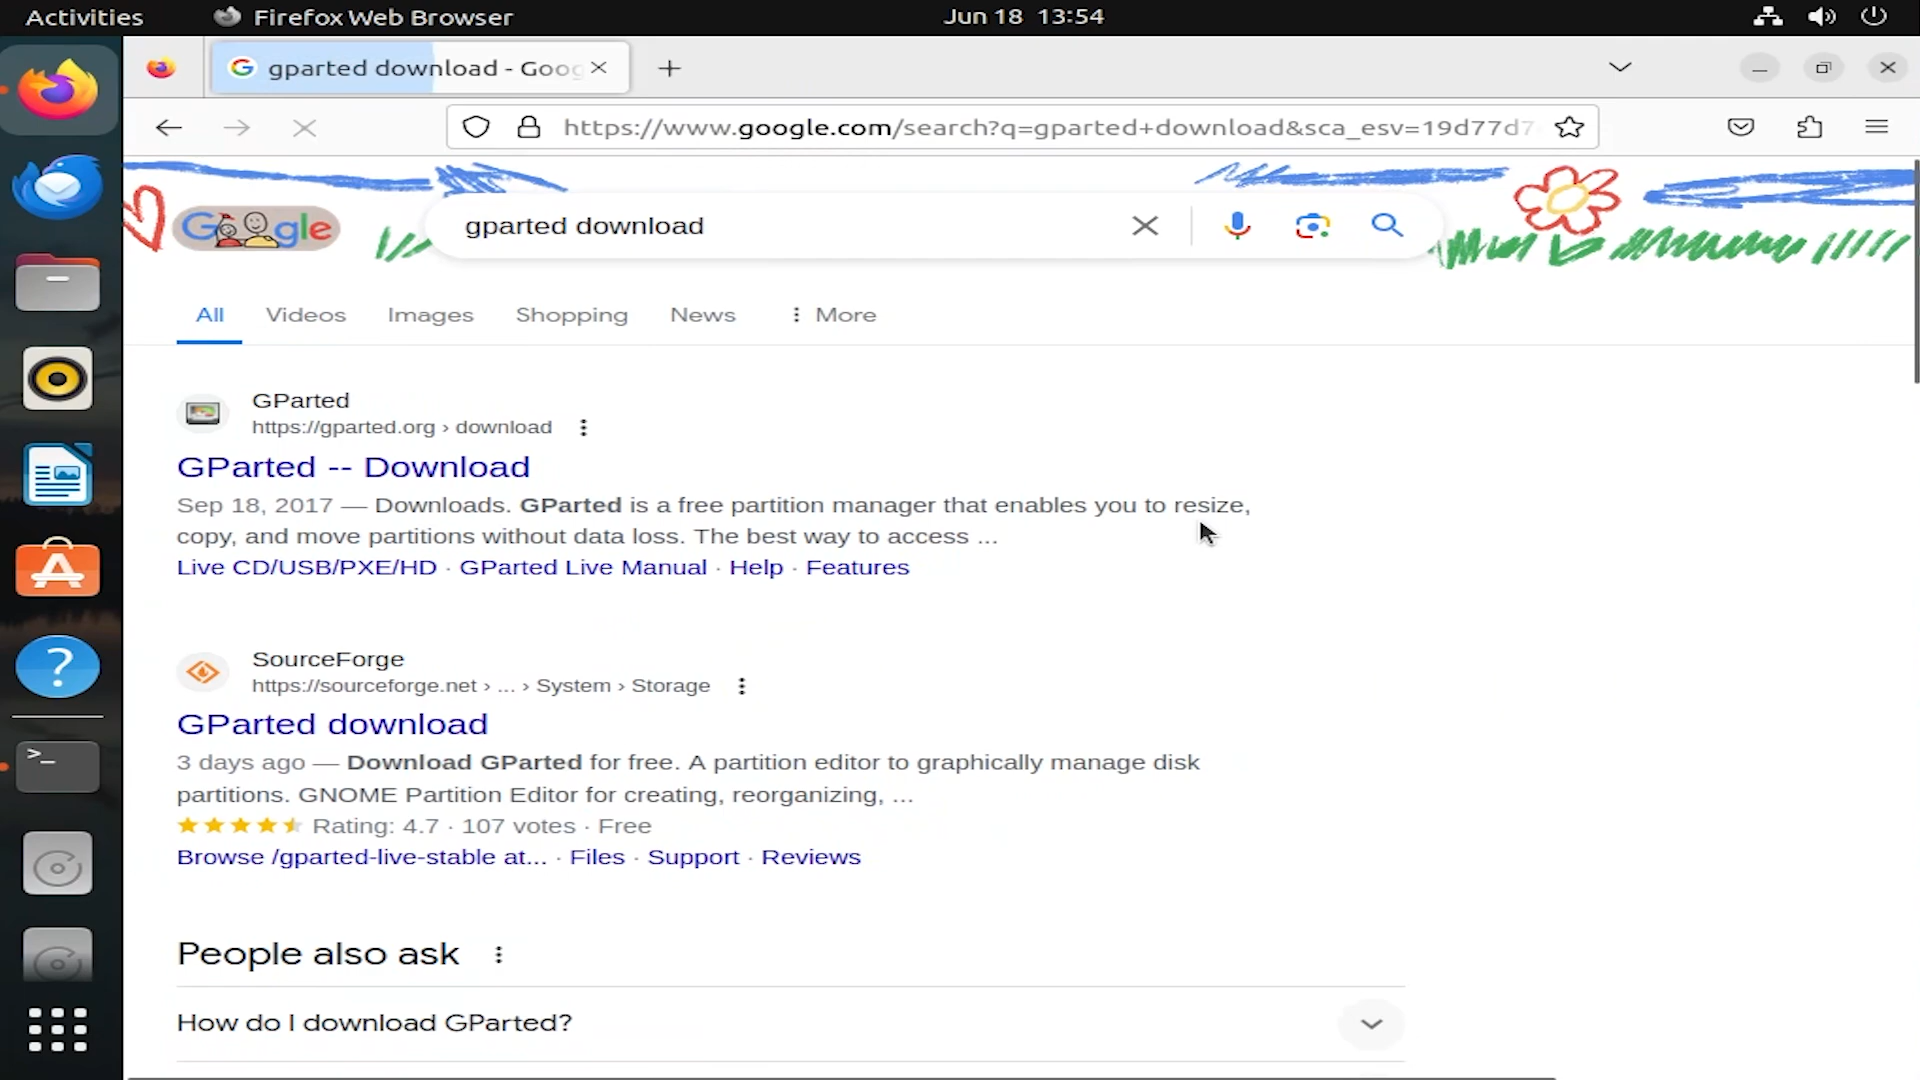 Activities
Firefox Web Browser
Jun 18 13:54
gparted download - Goog
https://www.google.com/search?q=gparted+download&sca_esv=19d77d7
Google
gparted download
All
Videos
Images
Shopping
News
More
GParted
https://gparted.org › download
GParted -- Download
Sep 18, 2017 — Downloads. GParted is a free partition manager that enables you to resize,
copy, and move partitions without data loss. The best way to access ...
Live CD/USB/PXE/HD · GParted Live Manual · Help · Features
SourceForge
https://sourceforge.net › ... › System › Storage
GParted download
3 days ago — Download GParted for free. A partition editor to graphically manage disk
partitions. GNOME Partition Editor for creating, reorganizing, ...
Rating: 4.7 · 107 votes · Free
Browse /gparted-live-stable at... · Files · Support · Reviews
People also ask
How do I download GParted?